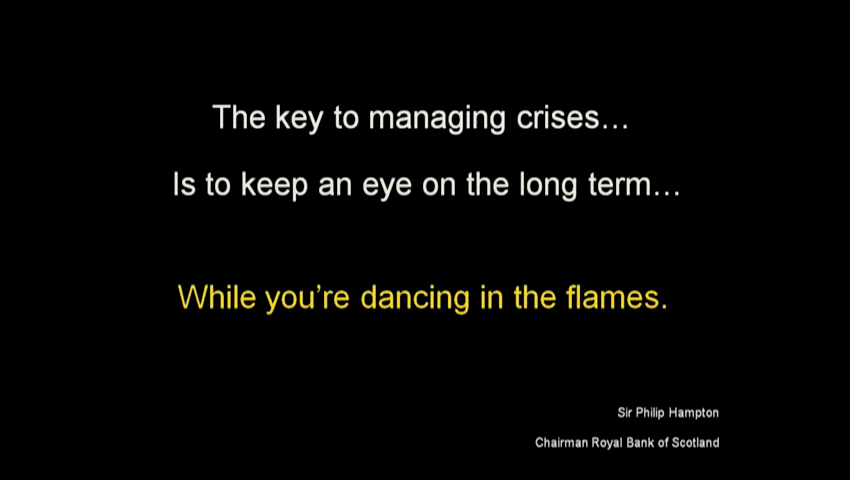 The key to managing crises…
Is to keep an eye on the long term…
While you’re dancing in the flames.
Sir Philip Hampton
Chairman Royal Bank of Scotland